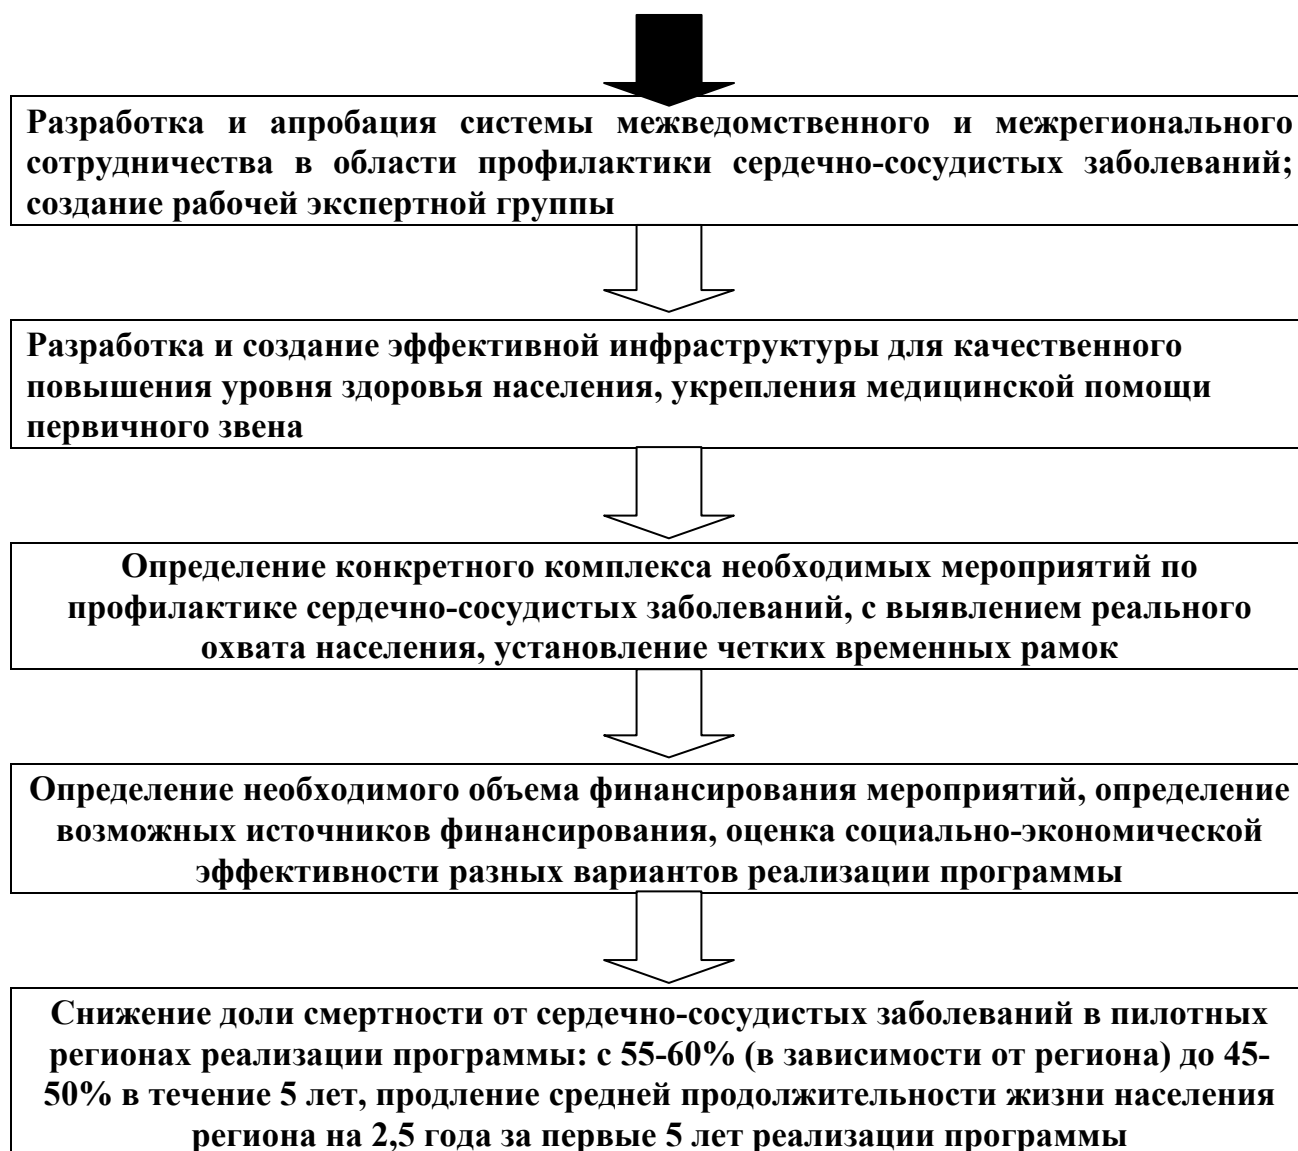 Разработка и апробация системы межведомственного и межрегионального
сотрудничества в области профилактики сердечно-сосудистых заболеваний;
создание рабочей экспертной группы
Разработка и создание эффективной инфраструктуры для качественного
повышения уровня здоровья населения, укрепления медицинской помощи
первичного звена
Определение конкретного комплекса необходимых мероприятий по
профилактике сердечно-сосудистых заболеваний, с выявлением реального
охвата населения, установление четких временных рамок
Определение необходимого объема финансирования мероприятий, определение
возможных источников финансирования, оценка социально-экономической
эффективности разных вариантов реализации программы
Снижение доли смертности от сердечно-сосудистых заболеваний в пилотных
регионах реализации программы: с 55-60% (в зависимости от региона) до 45-
50% в течение 5 лет, продление средней продолжительности жизни населения
региона на 2,5 года за первые 5 лет реализации программы